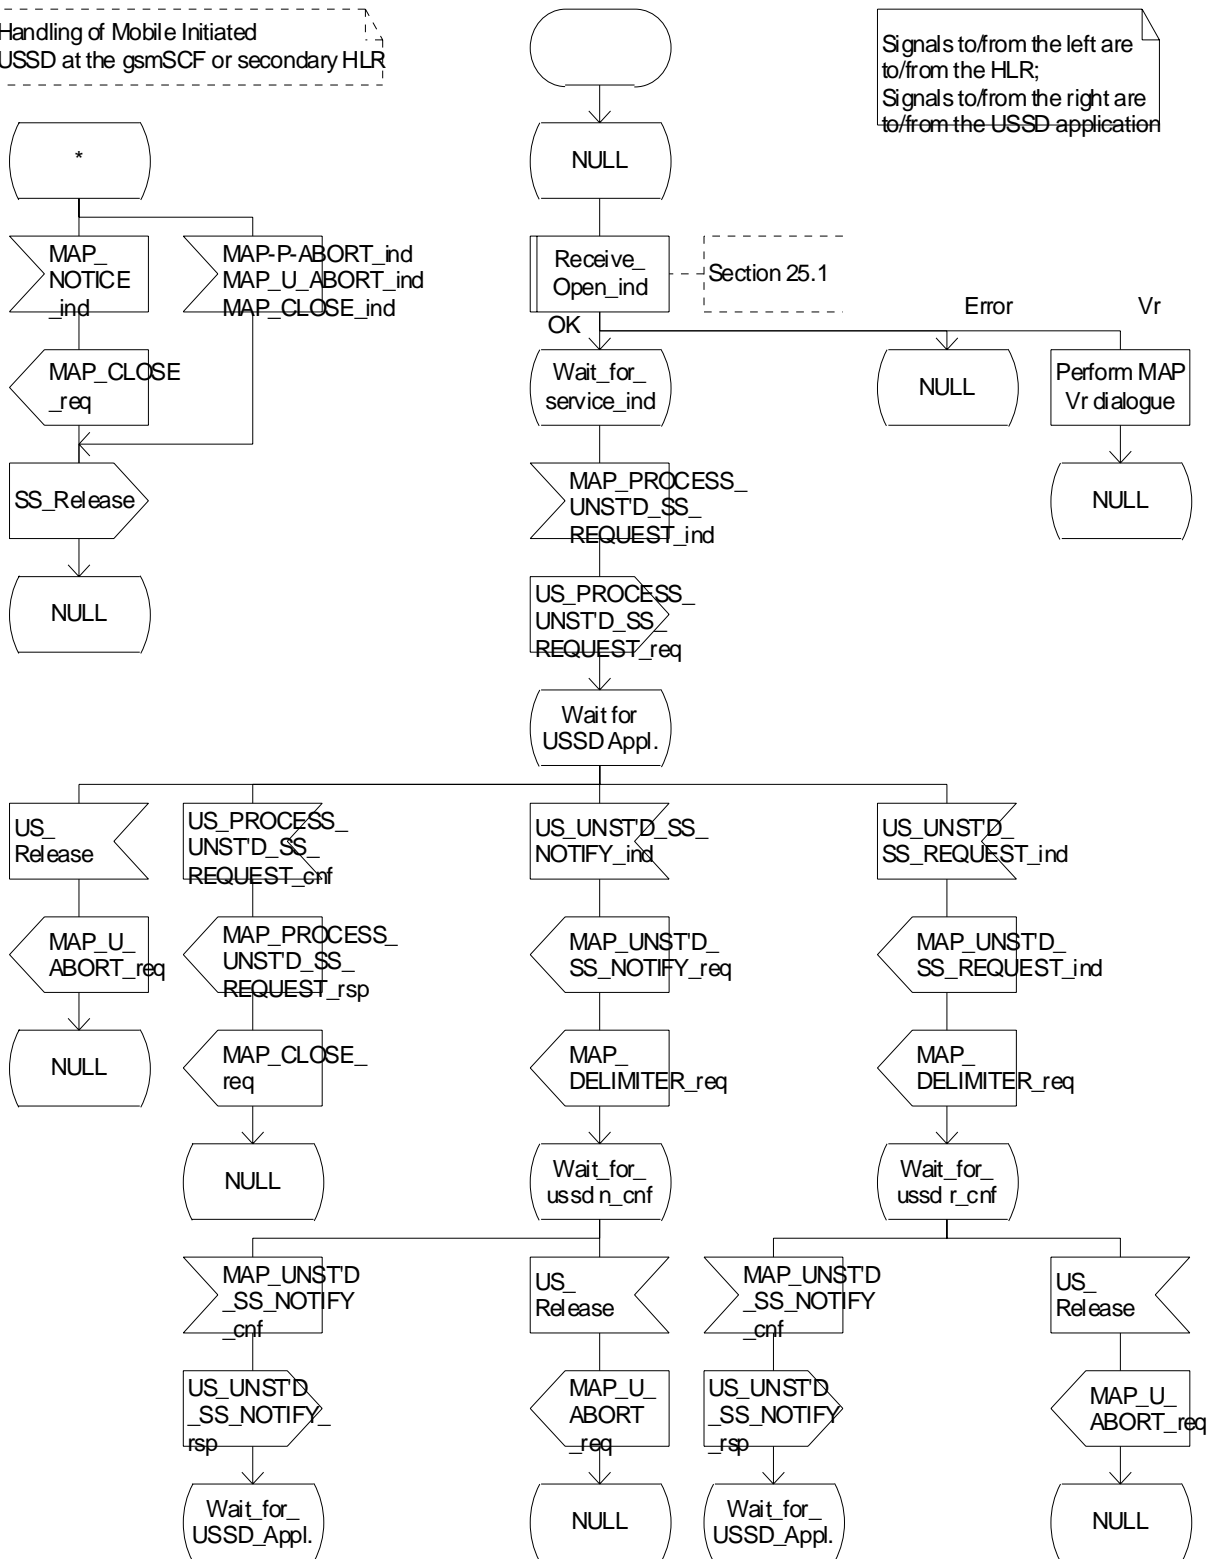 Handling of Mobile Initiated
USSD at the gsmSCF or secondary HLR
Signals to/from the left are
to/from the HLR;
Signals to/from the right are
to/from the USSD application
*
NULL
MAP_
NOTICE
_ind
MAP-P-ABORT_ind
MAP_U_ABORT_ind
MAP_CLOSE_ind
Receive_
Open_ind
Section 25.1
OK
Error
Vr
MAP_CLOSE
_req
Wait_for_
service_ind
NULL
Perform MAP
Vr dialogue
SS_Release
MAP_PROCESS_
UNST'D_SS_
REQUEST_ind
NULL
NULL
US_PROCESS_
UNST'D_SS_
REQUEST_req
Wait for
USSD Appl.
US_
Release
US_PROCESS_
UNST'D_SS_
REQUEST_cnf
US_UNST'D_SS_
NOTIFY_ind
US_UNST'D_
SS_REQUEST_ind
MAP_U_
ABORT_req
MAP_PROCESS_
UNST'D_SS_
REQUEST_rsp
MAP_UNST'D_
SS_NOTIFY_req
MAP_UNST'D_
SS_REQUEST_ind
NULL
MAP_CLOSE_
req
MAP_
DELIMITER_req
MAP_
DELIMITER_req
NULL
Wait_for_
ussd n_cnf
Wait_for_
ussd r_cnf
MAP_UNST'D
_SS_NOTIFY
_cnf
US_
Release
MAP_UNST'D
_SS_NOTIFY
_cnf
US_
Release
US_UNST'D
_SS_NOTIFY_
rsp
MAP_U_
ABORT
_req
US_UNST'D
_SS_NOTIFY
_rsp
MAP_U_
ABORT_req
Wait_for_
USSD_Appl.
NULL
Wait_for_
USSD_Appl.
NULL